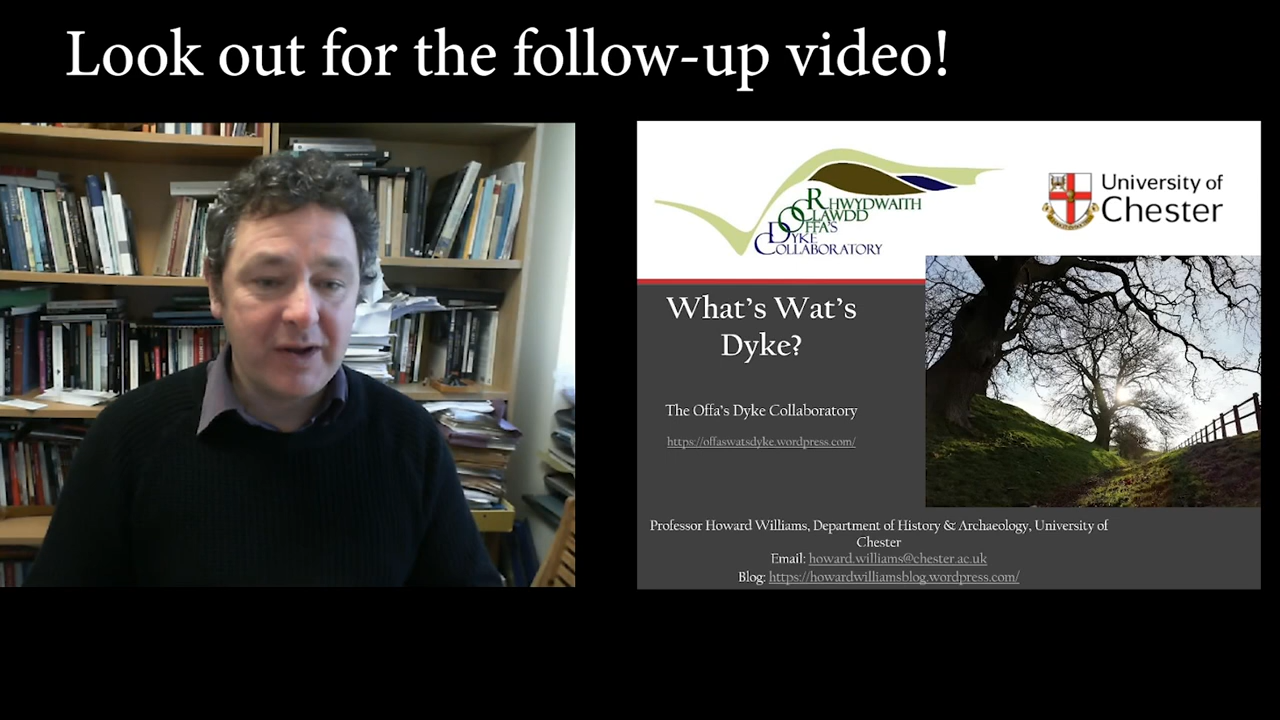 Look out for the follow-up video!
RHWYDWAITH
CLAWDD
OFFA'S
DYKE
COLLABORATORY
University of
Chester
What's Wat's
Dyke?
The Offa's Dyke Collaboratory
https://offaswatsdyke.wordpress.com/
Professor Howard Williams, Department of History & Archaeology, University of
Chester
Email: howard.williams@chester.ac.uk
Blog: https://howardwilliamsblog.wordpress.com/